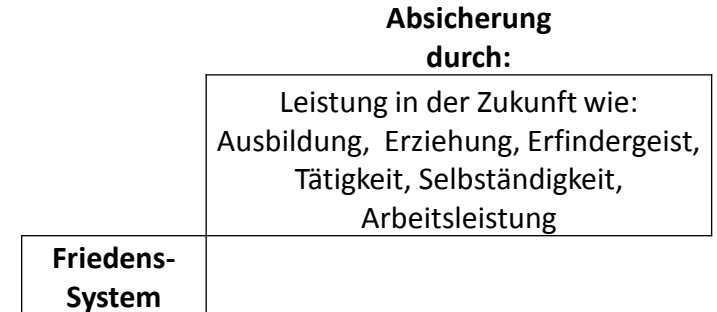 Absicherung
durch:
Leistung in der Zukunft wie:
Ausbildung, Erziehung, Erfindergeist,
Tätigkeit, Selbständigkeit,
Arbeitsleistung
Friedens-
System